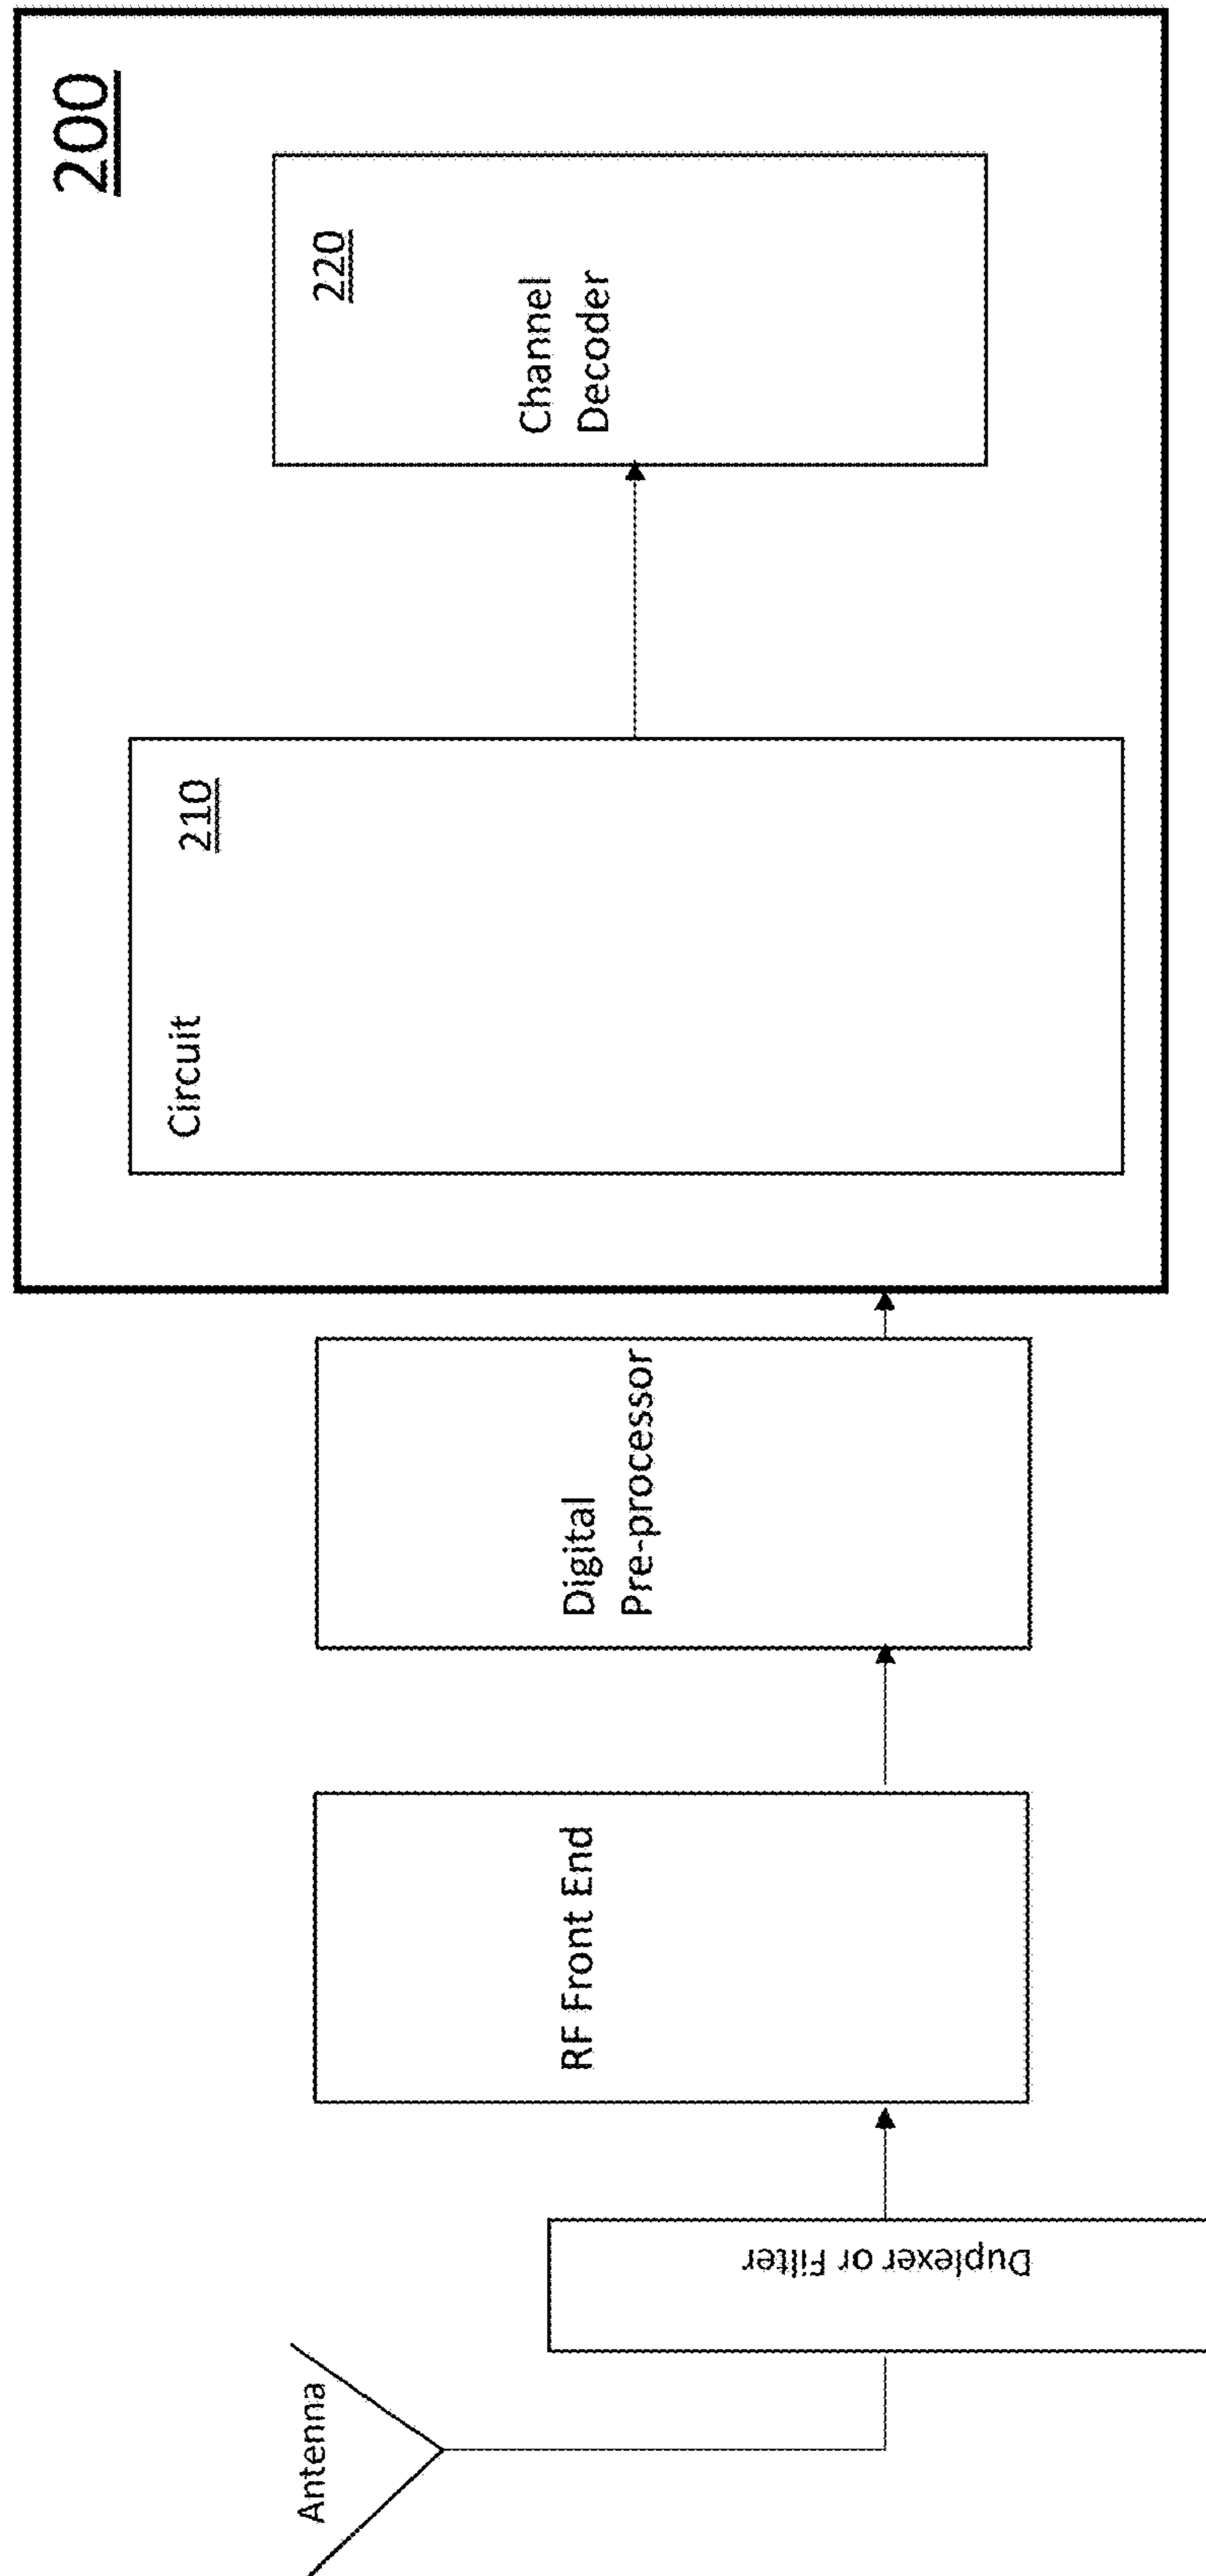 Antenna
Duplexer or Filter
RF Front End
Digital
Pre-processor
200
Circuit
210
220
Channel
Decoder